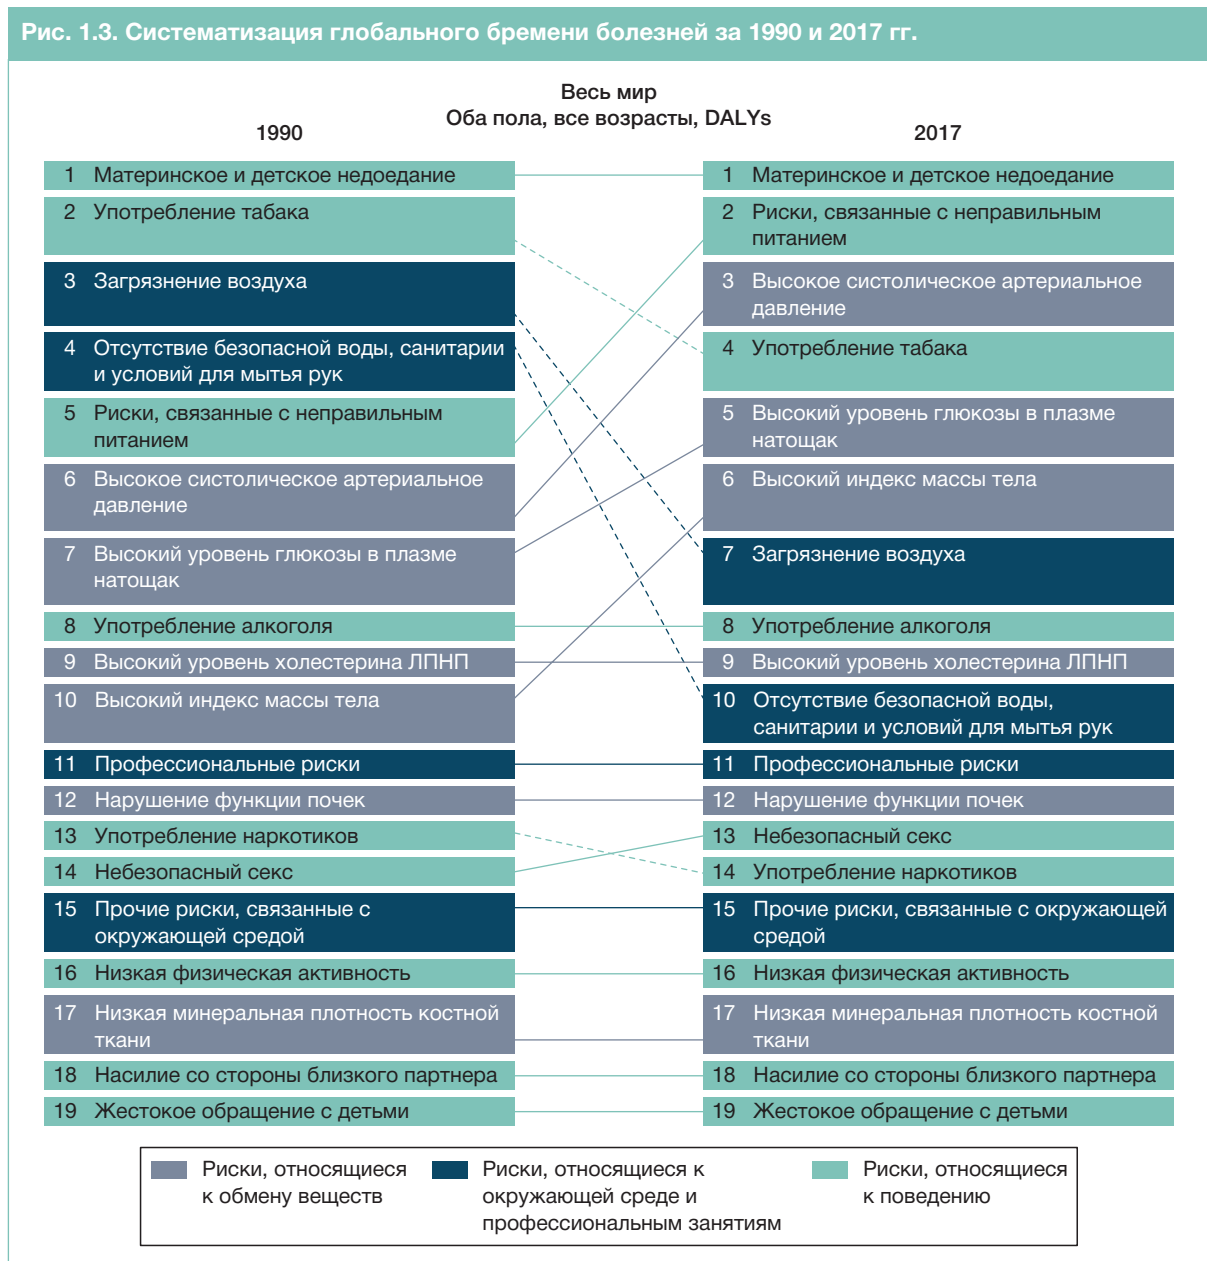 Рис. 1.3. Систематизация глобального бремени болезней за 1990 и 2017 гг.
Весь мир
Оба пола, все возрасты, DALYs
1990
1 Материнское и детское недоедание
2 Употребление табака
3 Загрязнение воздуха
4 Отсутствие безопасной воды, санитарии
и условий для мытья рук
5 Риски, связанные с неправильным
питанием
6 Высокое систолическое артериальное
давление
7 Высокий уровень глюкозы в плазме
натощак
8 Употребление алкоголя
9 Высокий уровень холестерина ЛПНП
10 Высокий индекс массы тела
11 Профессиональные риски
12 Нарушение функции почек
13 Употребление наркотиков
14 Небезопасный секс
15 Прочие риски, связанные с
окружающей средой
16 Низкая физическая активность
17 Низкая минеральная плотность костной
ткани
18 Насилие со стороны близкого партнера
19 Жестокое обращение с детьми
2017
1 Материнское и детское недоедание
2 Риски, связанные с неправильным
питанием
3 Высокое систолическое артериальное
давление
4 Употребление табака
5 Высокий уровень глюкозы в плазме
натощак
6 Высокий индекс массы тела
7 Загрязнение воздуха
8 Употребление алкоголя
9 Высокий уровень холестерина ЛПНП
10 Отсутствие безопасной воды,
санитарии и условий для мытья рук
11 Профессиональные риски
12 Нарушение функции почек
13 Небезопасный секс
14 Употребление наркотиков
15 Прочие риски, связанные с окружающей
средой
16 Низкая физическая активность
17 Низкая минеральная плотность костной
ткани
18 Насилие со стороны близкого партнера
19 Жестокое обращение с детьми
Риски, относящиеся
к обмену веществ
Риски, относящиеся к
окружающей среде и
профессиональным занятиям
Риски, относящиеся
к поведению